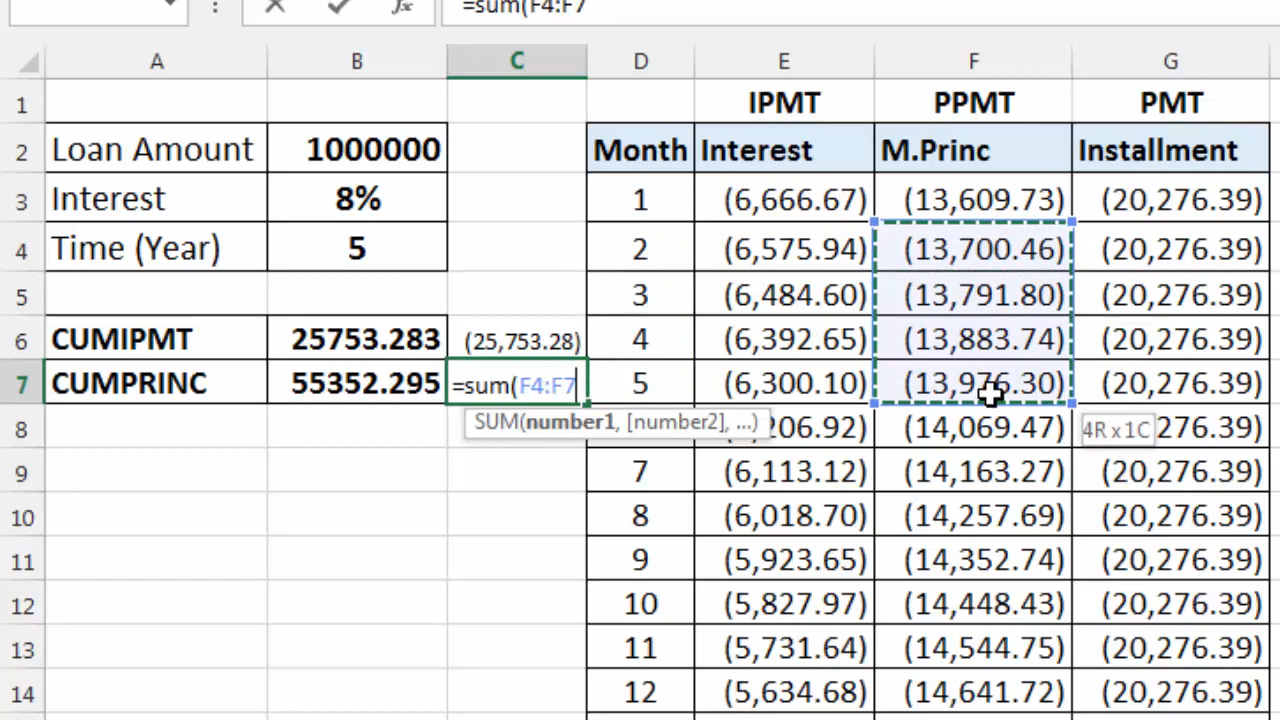 =sum(F4:F7
A B C D E F G
1 IPMT PPMT PMT
2 Loan Amount 1000000 Month Interest M.Princ Installment
3 Interest 8% 1 (6,666.67) (13,609.73) (20,276.39)
4 Time (Year) 5 2 (6,575.94) (13,700.46) (20,276.39)
5 3 (6,484.60) (13,791.80) (20,276.39)
6 CUMIPMT 25753.283 (25,753.28) 4 (6,392.65) (13,883.74) (20,276.39)
7 CUMPRINC 55352.295 =sum(F4:F7 5 (6,300.10) (13,976.30) (20,276.39)
8 SUM(number1, [number2], ...) 206.92) (14,069.47) 4R x 1C 276.39)
9 7 (6,113.12) (14,163.27) (20,276.39)
10 8 (6,018.70) (14,257.69) (20,276.39)
11 9 (5,923.65) (14,352.74) (20,276.39)
12 10 (5,827.97) (14,448.43) (20,276.39)
13 11 (5,731.64) (14,544.75) (20,276.39)
14 12 (5,634.68) (14,641.72) (20,276.39)